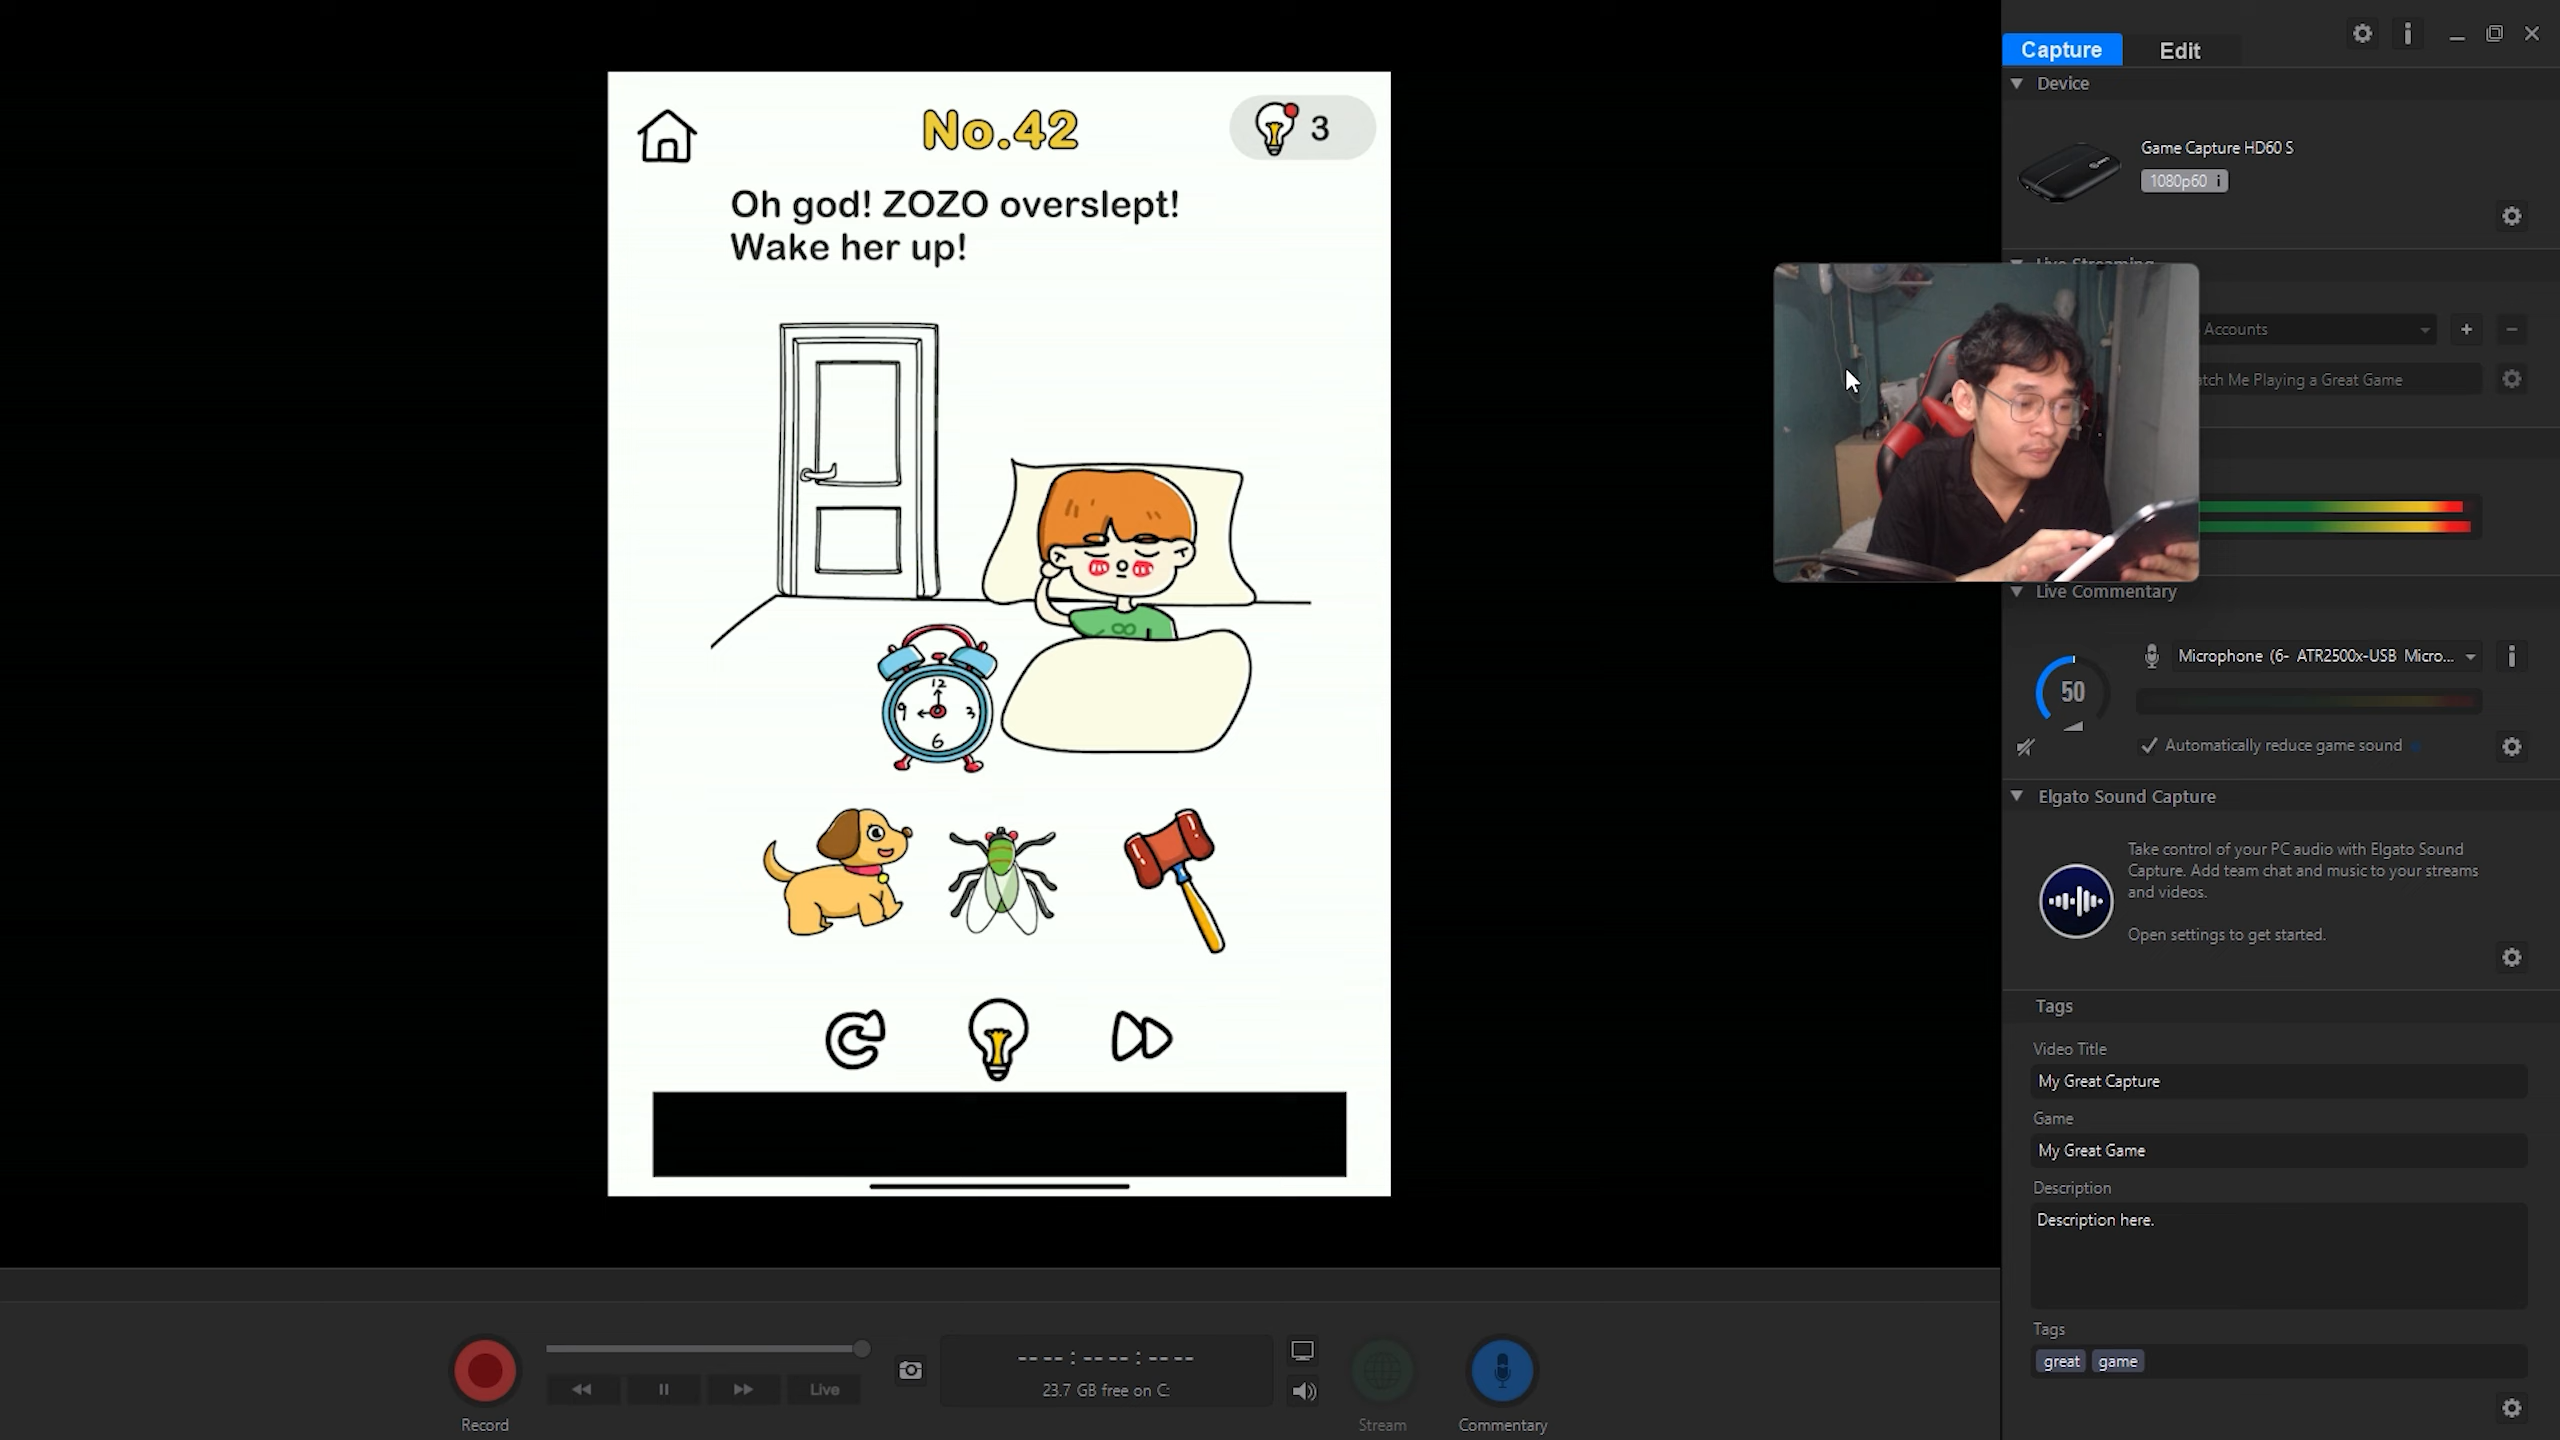 Capture
Edit
Device
Game Capture HD60 S
1080p60 i
No.42
3
Oh god! ZOZO overslept!
Wake her up!
12
9
3
6
Live Streaming
Accounts
atch Me Playing a Great Game
Live Commentary
50
Microphone (6- ATR2500x-USB Micro...
Automatically reduce game sound
Elgato Sound Capture
Take control of your PC audio with Elgato Sound
Capture. Add team chat and music to your streams
and videos.
Open settings to get started.
Tags
Video Title
My Great Capture
Game
My Great Game
Description
Description here.
Tags
great game
Live
-- -- : -- -- : -- --
23.7 GB free on C:
Record
Stream
Commentary